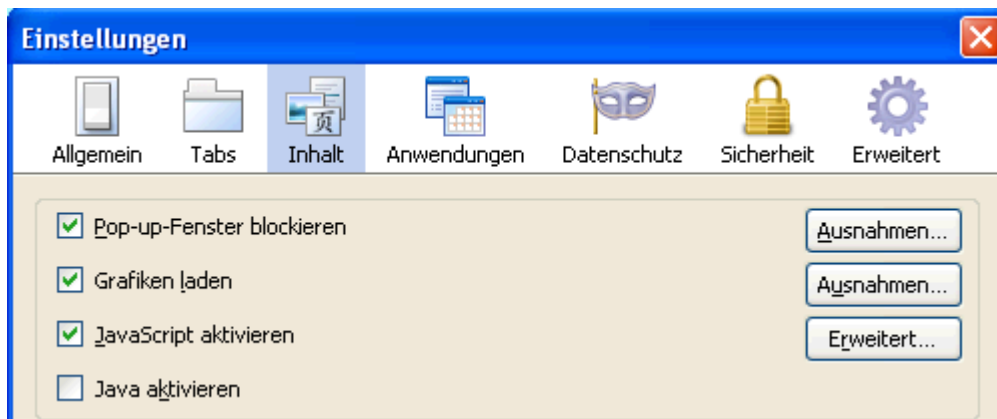 Einstellungen
页
Allgemein Tabs Inhalt Anwendungen Datenschutz Sicherheit Erweitert
Pop-up-Fenster blockieren Ausnahmen...
Grafiken laden Ausnahmen...
JavaScript aktivieren Erweitert...
Java aktivieren